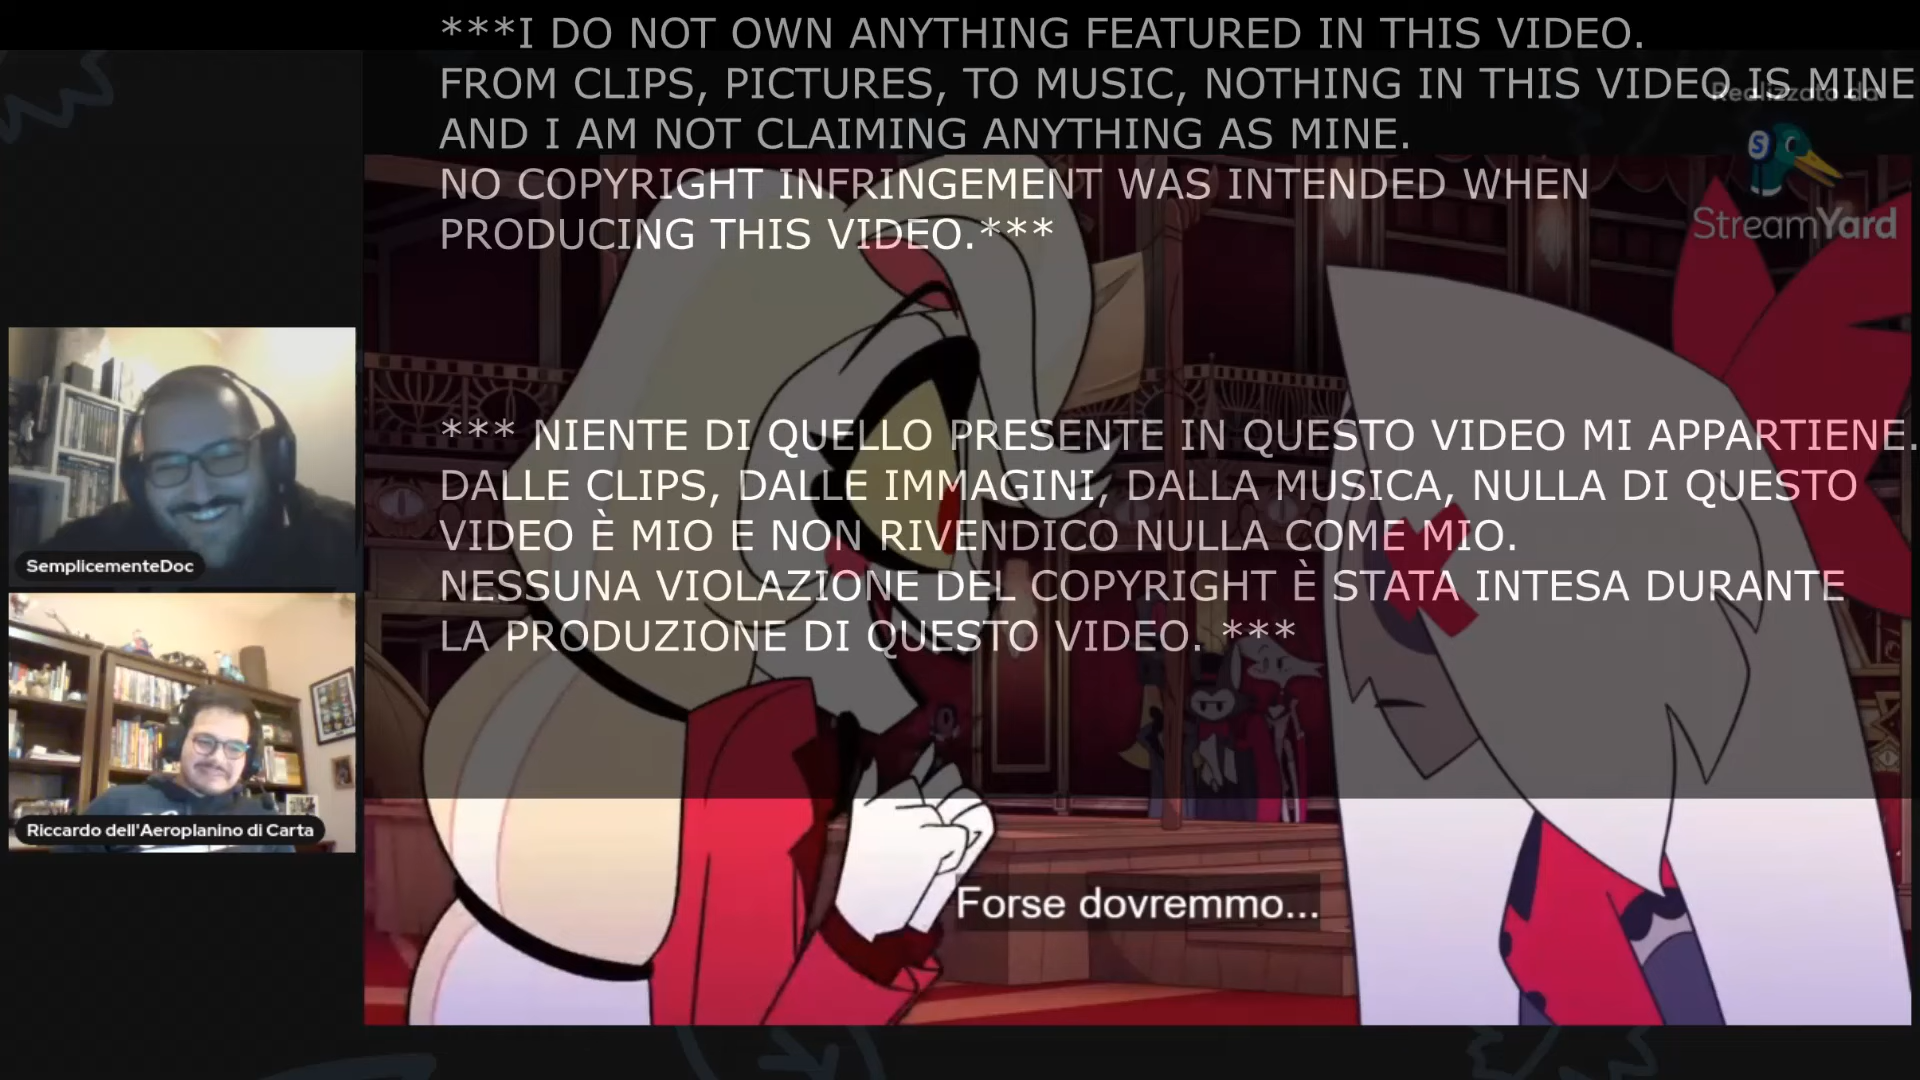 ***I DO NOT OWN ANYTHING FEATURED IN THIS VIDEO.
FROM CLIPS, PICTURES, TO MUSIC, NOTHING IN THIS VIDEO IS MINE
AND I AM NOT CLAIMING ANYTHING AS MINE.
NO COPYRIGHT INFRINGEMENT WAS INTENDED WHEN
PRODUCING THIS VIDEO.***
Realizzato da
StreamYard
*** NIENTE DI QUELLO PRESENTE IN QUESTO VIDEO MI APPARTIENE.
DALLE CLIPS, DALLE IMMAGINI, DALLA MUSICA, NULLA DI QUESTO
VIDEO È MIO E NON RIVENDICO NULLA COME MIO.
NESSUNA VIOLAZIONE DEL COPYRIGHT È STATA INTESA DURANTE
LA PRODUZIONE DI QUESTO VIDEO. ***
SemplicementeDoc
Riccardo dell'Aeroplanino di Carta
Forse dovremmo...